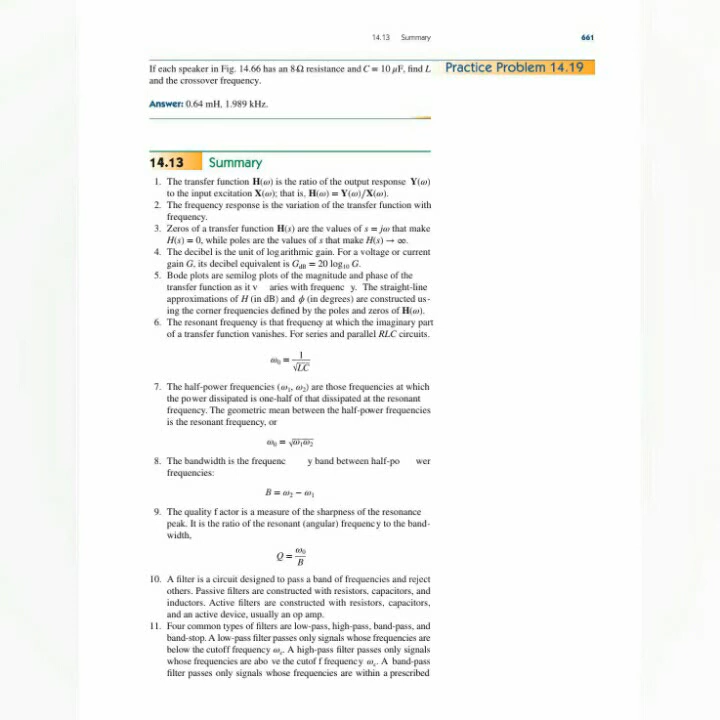 14.13 Summary 661
If each speaker in Fig. 14.66 has an 8-Ω resistance and C = 10 μF, find L
and the crossover frequency.
Practice Problem 14.19
Answer: 0.64 mH, 1.989 kHz.
14.13 Summary
1. The transfer function H(ω) is the ratio of the output response Y(ω)
to the input excitation X(ω); that is, H(ω) = Y(ω)/X(ω).
2. The frequency response is the variation of the transfer function with
frequency.
3. Zeros of a transfer function H(s) are the values of s = jω that make
H(s) = 0, while poles are the values of s that make H(s) → ∞.
4. The decibel is the unit of logarithmic gain. For a voltage or current
gain G, its decibel equivalent is G_dB = 20 log₁₀ G.
5. Bode plots are semilog plots of the magnitude and phase of the
transfer function as it v aries with frequenc y. The straight-line
approximations of H (in dB) and ϕ (in degrees) are constructed us-
ing the corner frequencies defined by the poles and zeros of H(ω).
6. The resonant frequency is that frequency at which the imaginary part
of a transfer function vanishes. For series and parallel RLC circuits.
ω₀ = 1/√LC
7. The half-power frequencies (ω₁, ω₂) are those frequencies at which
the power dissipated is one-half of that dissipated at the resonant
frequency. The geometric mean between the half-power frequencies
is the resonant frequency, or
ω₀ = √ω₁ω₂
8. The bandwidth is the frequenc y band between half-po wer
frequencies:
B = ω₂ − ω₁
9. The quality f actor is a measure of the sharpness of the resonance
peak. It is the ratio of the resonant (angular) frequency to the band-
width,
Q = ω₀/B
10. A filter is a circuit designed to pass a band of frequencies and reject
others. Passive filters are constructed with resistors, capacitors, and
inductors. Active filters are constructed with resistors, capacitors,
and an active device, usually an op amp.
11. Four common types of filters are low-pass, high-pass, band-pass, and
band-stop. A low-pass filter passes only signals whose frequencies are
below the cutoff frequency ω_c. A high-pass filter passes only signals
whose frequencies are abo ve the cutof f frequency ω_c. A band-pass
filter passes only signals whose frequencies are within a prescribed